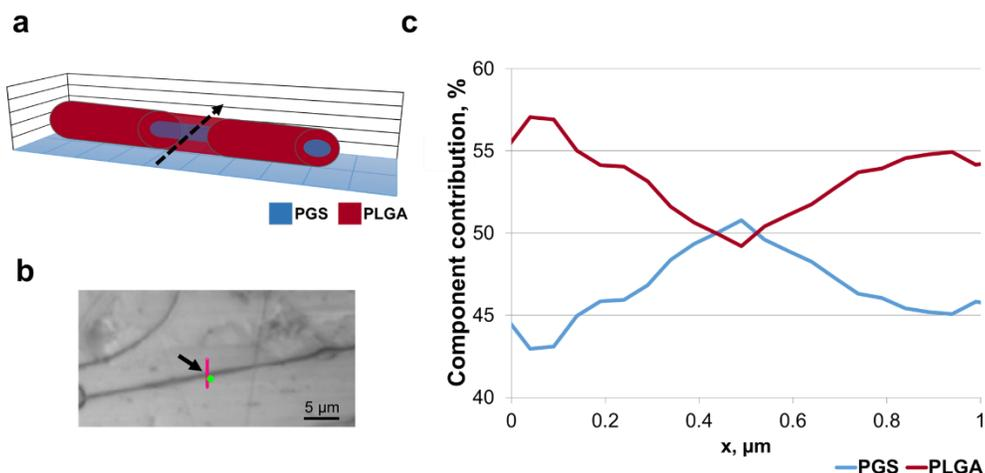 a
PGS PLGA
b
5 µm
c
Component contribution, %
60
55
50
45
40
0 0.2 0.4 0.6 0.8 1
x, µm
PGS PLGA